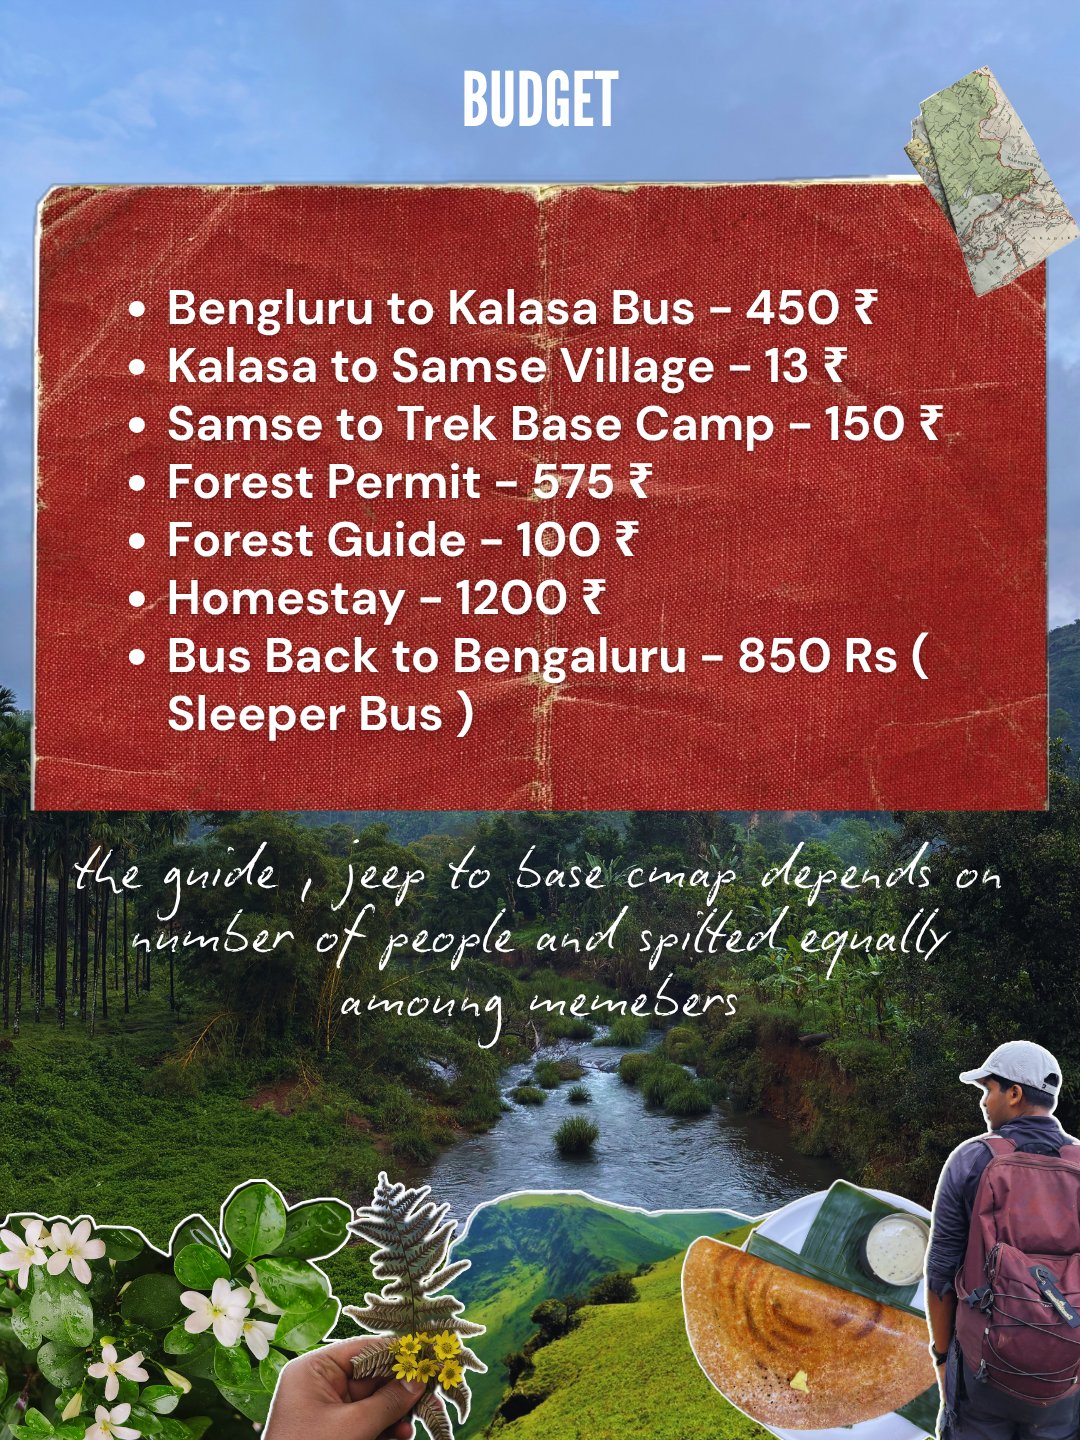 BUDGET
• Bengluru to Kalasa Bus - 450 ₹
• Kalasa to Samse Village - 13 ₹
• Samse to Trek Base Camp - 150 ₹
• Forest Permit - 575 ₹
• Forest Guide - 100 ₹
• Homestay - 1200 ₹
• Bus Back to Bengaluru - 850 Rs (
Sleeper Bus )
the guide , jeep to base cmap depends on
number of people and spilted equally
amoung memebers